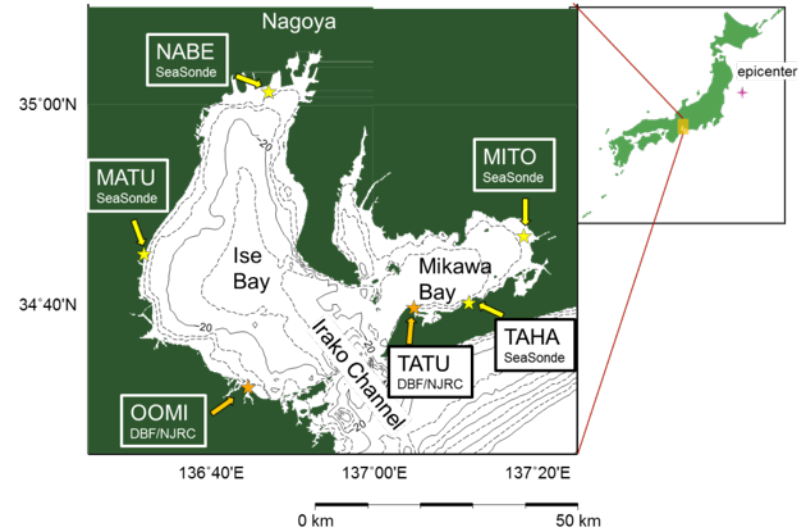 Nagoya
NABE
SeaSonde
epicenter
35°00'N
20
MATU
SeaSonde
MITO
SeaSonde
Ise
Bay
Mikawa
Bay
34°40'N
20
Irako Channel
20
TATU
DBF/NJRC
TAHA
SeaSonde
OOMI
DBF/NJRC
20
136°40'E
137°00'E
137°20'E
0 km
50 km